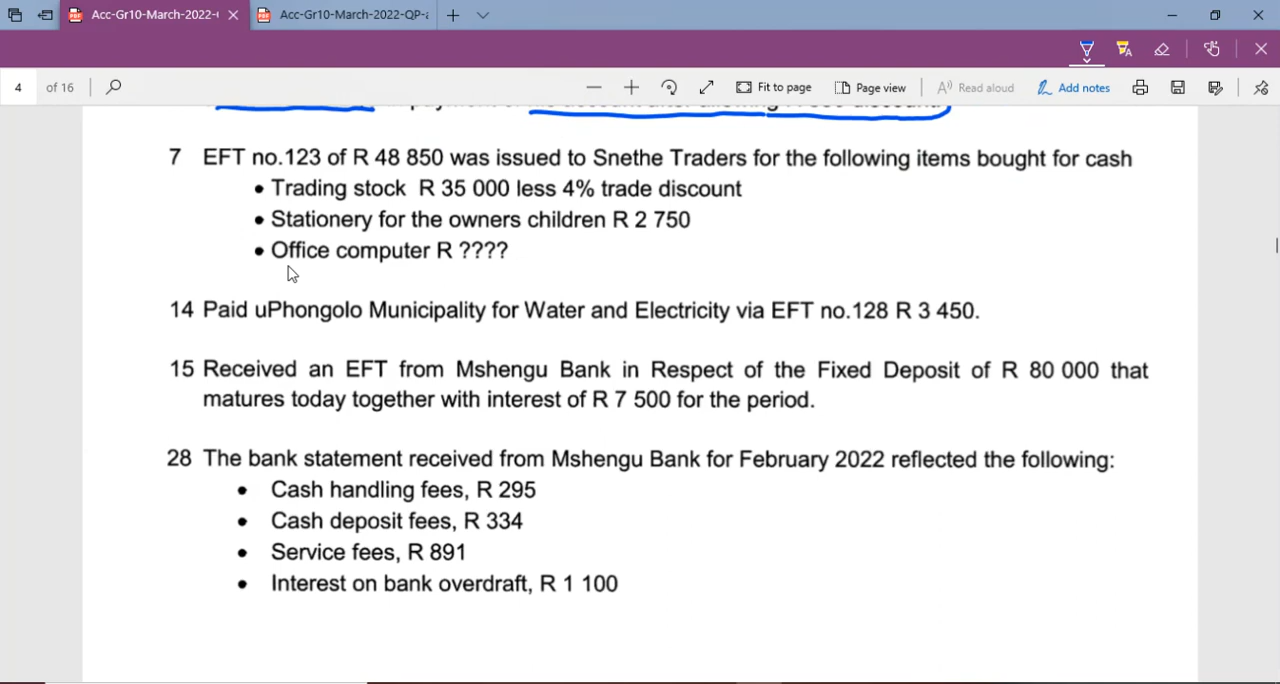 Acc-Gr10-March-2022-(
Acc-Gr10-March-2022-QP-a
4 of 16
Fit to page
Page view
Read aloud
Add notes
7 EFT no.123 of R 48 850 was issued to Snethe Traders for the following items bought for cash
• Trading stock R 35 000 less 4% trade discount
• Stationery for the owners children R 2 750
• Office computer R ????
14 Paid uPhongolo Municipality for Water and Electricity via EFT no.128 R 3 450.
15 Received an EFT from Mshengu Bank in Respect of the Fixed Deposit of R 80 000 that
matures today together with interest of R 7 500 for the period.
28 The bank statement received from Mshengu Bank for February 2022 reflected the following:
• Cash handling fees, R 295
• Cash deposit fees, R 334
• Service fees, R 891
• Interest on bank overdraft, R 1 100